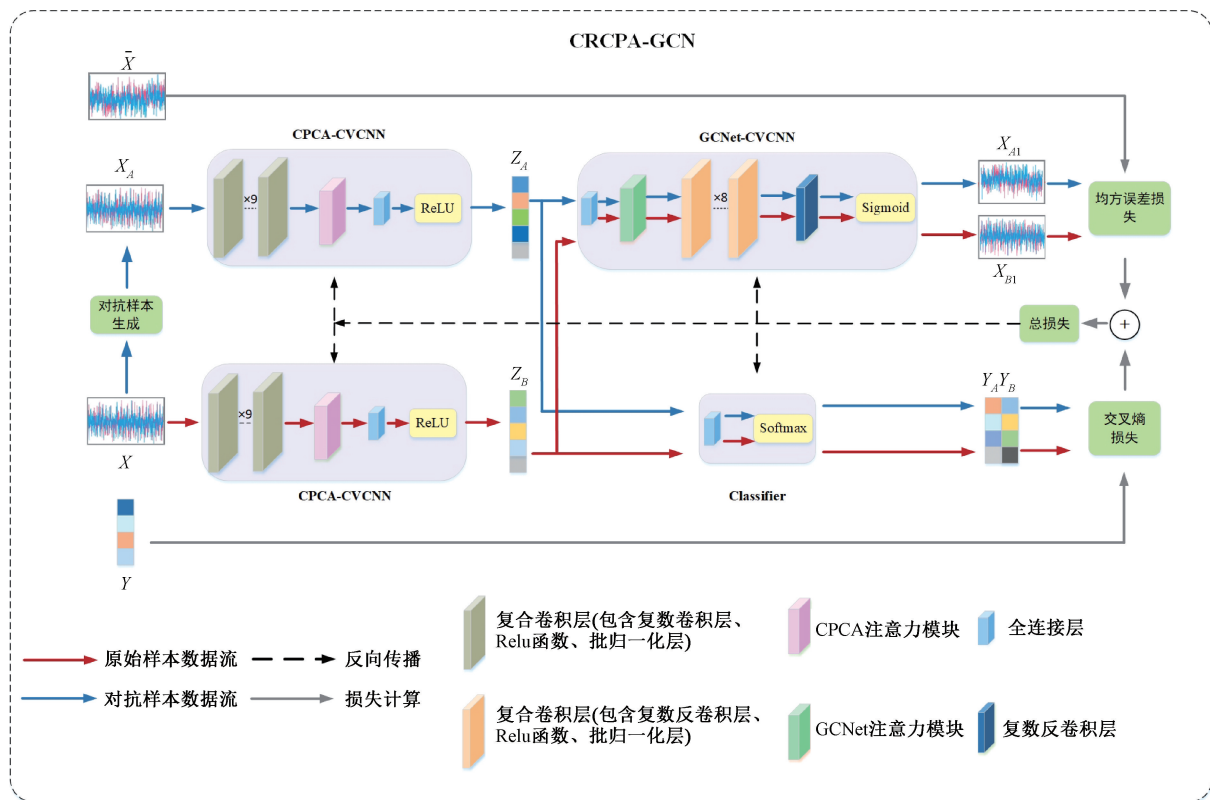 CRCPA-GCN
X̄
CPCA-CVCNN
GCNet-CVCNN
X_A
Z_A
X_{A1}
×9
ReLU
×8
Sigmoid
均方误差损
失
X_{B1}
对抗样本
生成
总损失
+
Z_B
Y_A Y_B
×9
ReLU
Softmax
交叉熵
损失
X
CPCA-CVCNN
Classifier
Y
复合卷积层(包含复数卷积层、
Relu函数、批归一化层)
CPCA注意力模块
全连接层
原始样本数据流
反向传播
对抗样本数据流
损失计算
复合卷积层(包含复数反卷积层、
Relu函数、批归一化层)
GCNet注意力模块
复数反卷积层